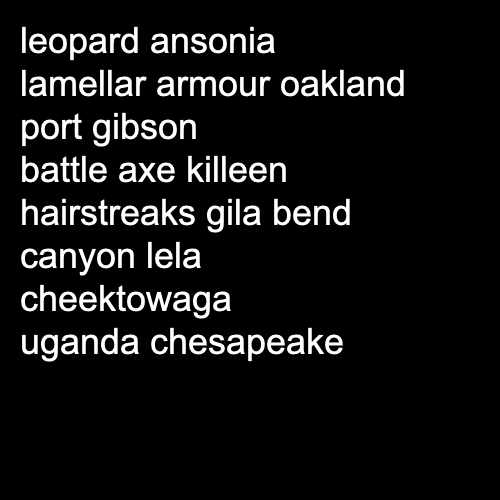 leopard ansonia
lamellar armour oakland
port gibson
battle axe killeen
hairstreaks gila bend
canyon lela
cheektowaga
uganda chesapeake